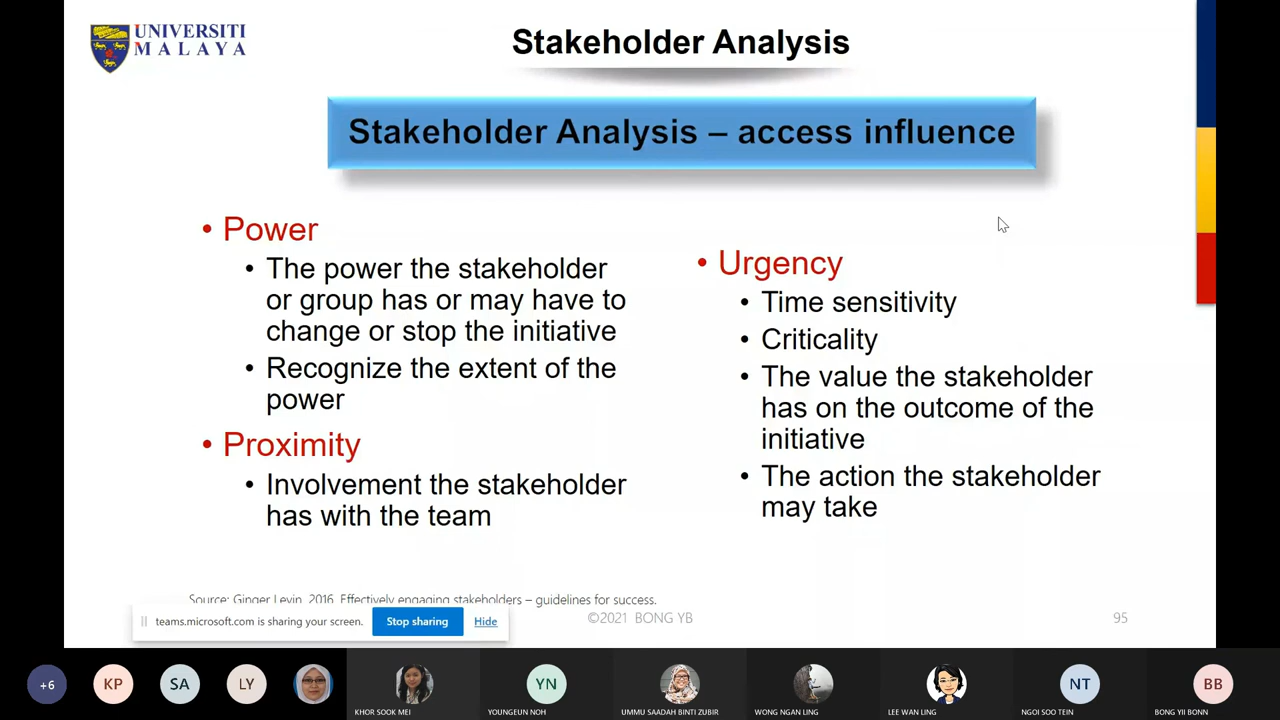 UNIVERSITI
MALAYA
Stakeholder Analysis
Stakeholder Analysis – access influence
• Power
• The power the stakeholder
or group has or may have to
change or stop the initiative
• Recognize the extent of the
power
• Proximity
• Involvement the stakeholder
has with the team
• Urgency
• Time sensitivity
• Criticality
• The value the stakeholder
has on the outcome of the
initiative
• The action the stakeholder
may take
Source: Ginger Levin, 2016. Effectively engaging stakeholders – guidelines for success.
teams.microsoft.com is sharing your screen.
Stop sharing
Hide
©2021 BONG YB
95
+6
KP
SA
LY
KHOR SOOK MEI
YN
YOUNGEUN NOH
UMMU SAADAH BINTI ZUBIR
WONG NGAN LING
LEE WAN LING
NT
NGOI SOO TEIN
BB
BONG YII BONN